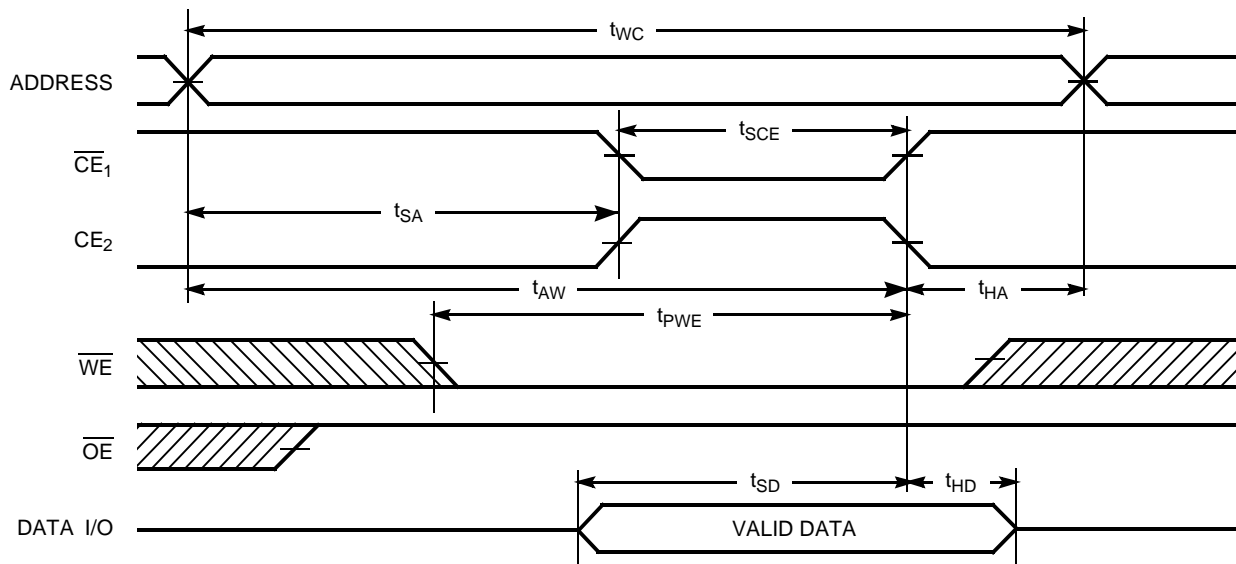 tWC
ADDRESS
tSCE
CE1
tSA
CE2
tAW
tHA
tPWE
WE
OE
tSD
tHD
DATA I/O
VALID DATA